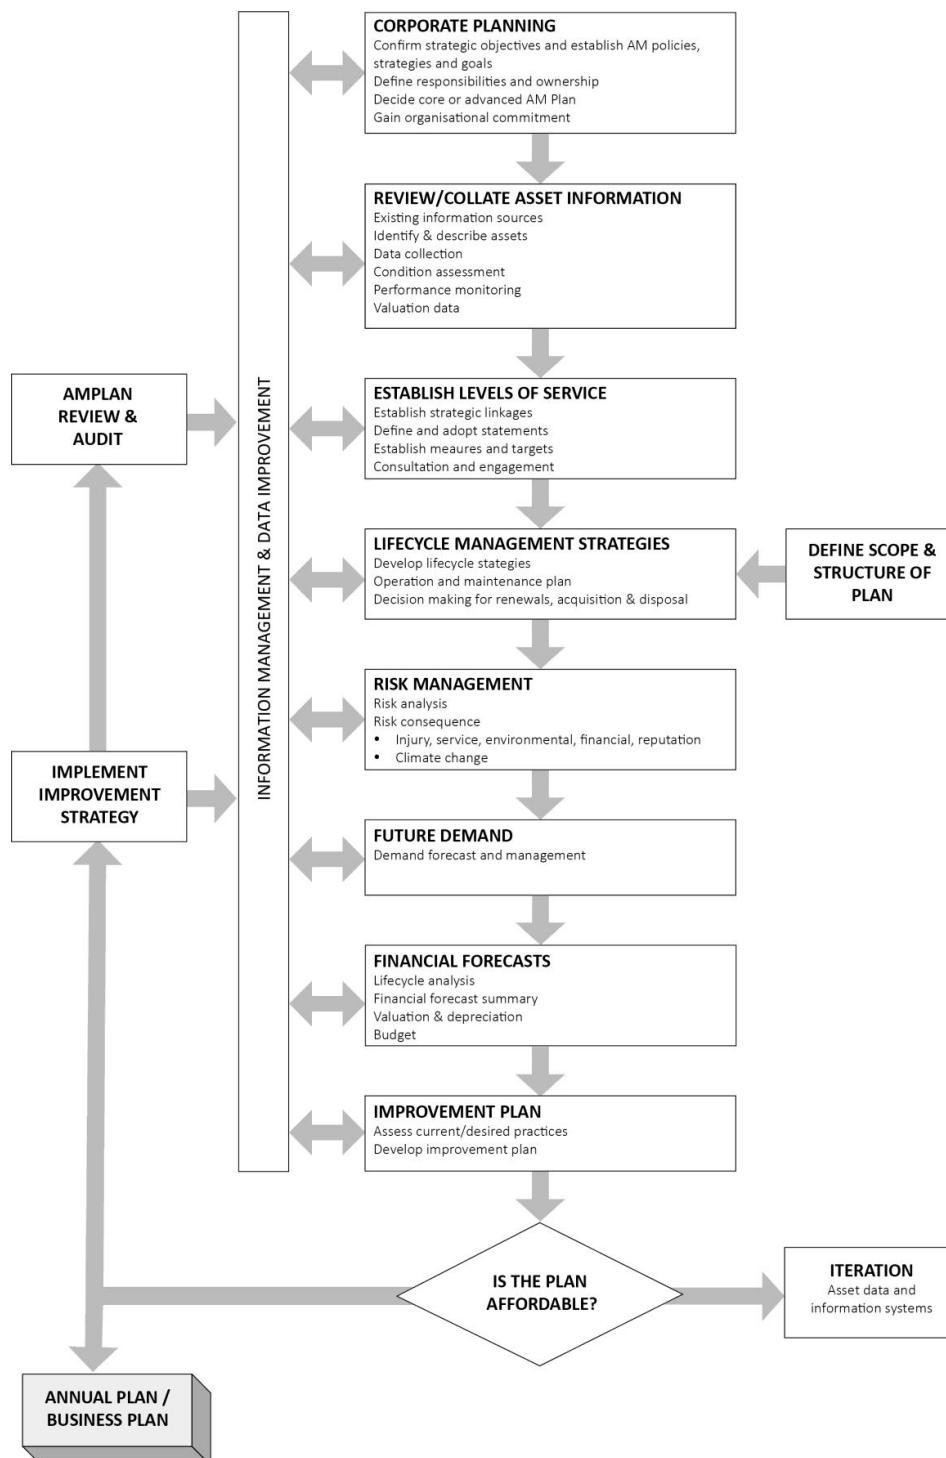 CORPORATE PLANNING
Confirm strategic objectives and establish AM policies,
strategies and goals
Define responsibilities and ownership
Decide core or advanced AM Plan
Gain organisational commitment
REVIEW/COLLATE ASSET INFORMATION
Existing information sources
Identify & describe assets
Data collection
Condition assessment
Performance monitoring
Valuation data
INFORMATION MANAGEMENT & DATA IMPROVEMENT
AMPLAN
REVIEW &
AUDIT
ESTABLISH LEVELS OF SERVICE
Establish strategic linkages
Define and adopt statements
Establish meaures and targets
Consultation and engagement
LIFECYCLE MANAGEMENT STRATEGIES
Develop lifecycle stategies
Operation and maintenance plan
Decision making for renewals, acquisition & disposal
DEFINE SCOPE &
STRUCTURE OF
PLAN
RISK MANAGEMENT
Risk analysis
Risk consequence
• Injury, service, environmental, financial, reputation
• Climate change
IMPLEMENT
IMPROVEMENT
STRATEGY
FUTURE DEMAND
Demand forecast and management
FINANCIAL FORECASTS
Lifecycle analysis
Financial forecast summary
Valuation & depreciation
Budget
IMPROVEMENT PLAN
Assess current/desired practices
Develop improvement plan
IS THE PLAN
AFFORDABLE?
ITERATION
Asset data and
information systems
ANNUAL PLAN /
BUSINESS PLAN